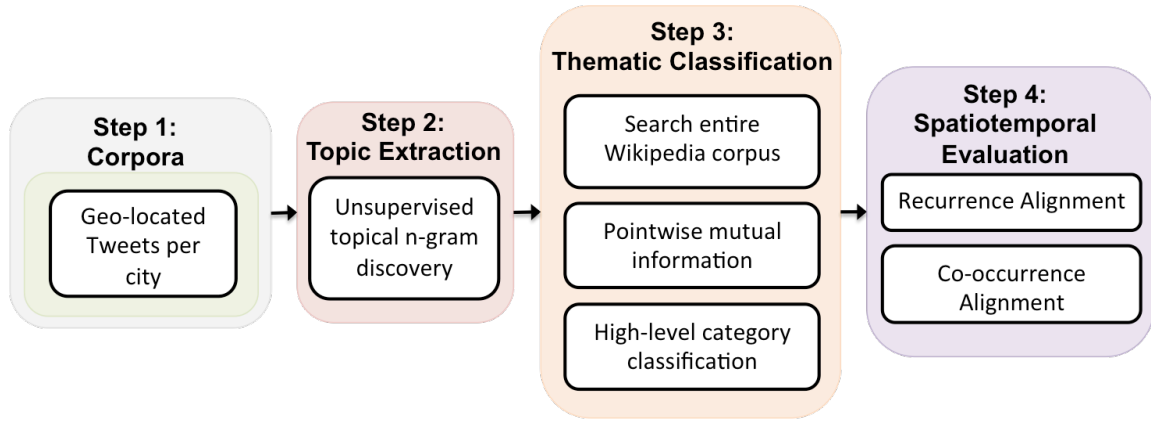 Step 1:
Corpora
Geo-located
Tweets per
city
Step 2:
Topic Extraction
Unsupervised
topical n-gram
discovery
Step 3:
Thematic Classification
Search entire
Wikipedia corpus
Pointwise mutual
information
High-level category
classification
Step 4:
Spatiotemporal
Evaluation
Recurrence Alignment
Co-occurrence
Alignment